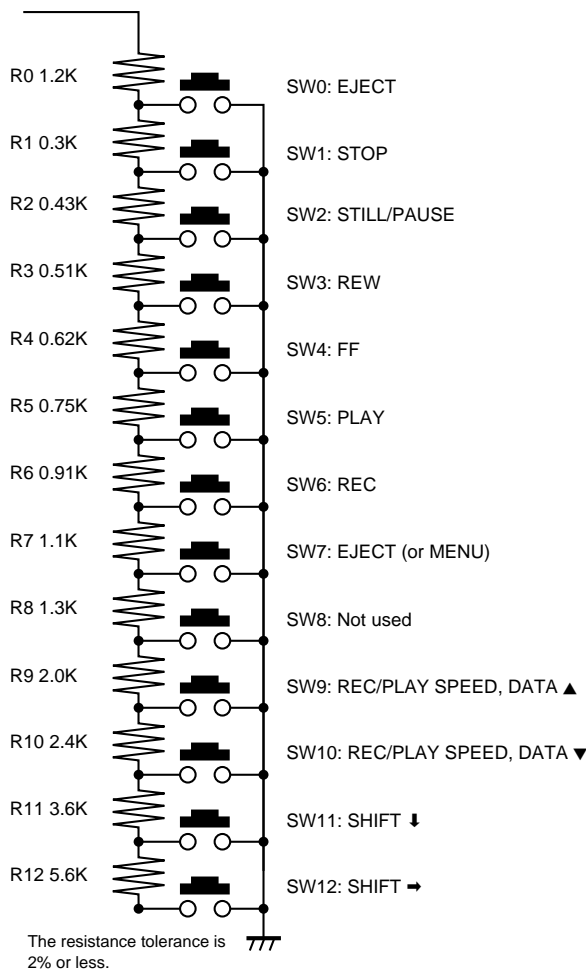 R0 1.2K
SW0: EJECT
R1 0.3K
SW1: STOP
R2 0.43K
SW2: STILL/PAUSE
R3 0.51K
SW3: REW
R4 0.62K
SW4: FF
R5 0.75K
SW5: PLAY
R6 0.91K
SW6: REC
R7 1.1K
SW7: EJECT (or MENU)
R8 1.3K
SW8: Not used
R9 2.0K
SW9: REC/PLAY SPEED, DATA ▲
R10 2.4K
SW10: REC/PLAY SPEED, DATA ▼
R11 3.6K
SW11: SHIFT ⬇
R12 5.6K
SW12: SHIFT ➡
The resistance tolerance is
2% or less.